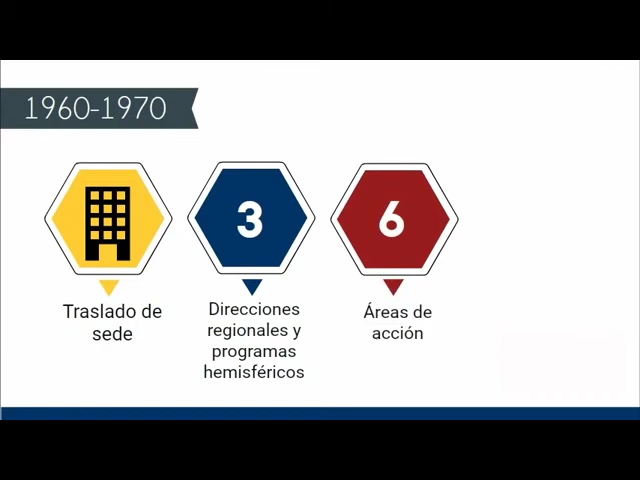 1960-1970
3
6
Traslado de
sede
Direcciones
regionales y
programas
hemisféricos
Áreas de
acción